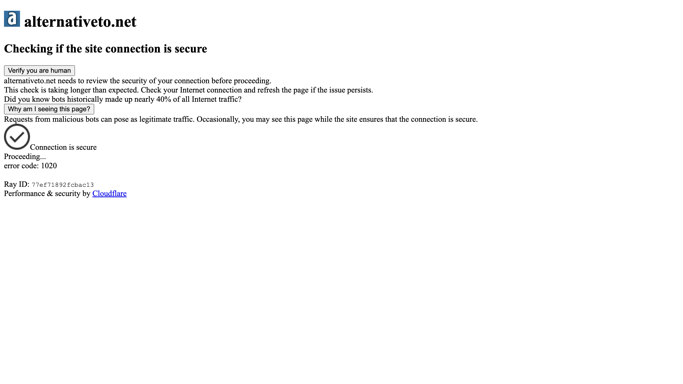 a alternativeto.net
Checking if the site connection is secure
Verify you are human
alternativeto.net needs to review the security of your connection before proceeding.
This check is taking longer than expected. Check your Internet connection and refresh the page if the issue persists.
Did you know bots historically made up nearly 40% of all Internet traffic?
Why am I seeing this page?
Requests from malicious bots can pose as legitimate traffic. Occasionally, you may see this page while the site ensures that the connection is secure.
Connection is secure
Proceeding...
error code: 1020
Ray ID: 77ef71892fcbac13
Performance & security by Cloudflare